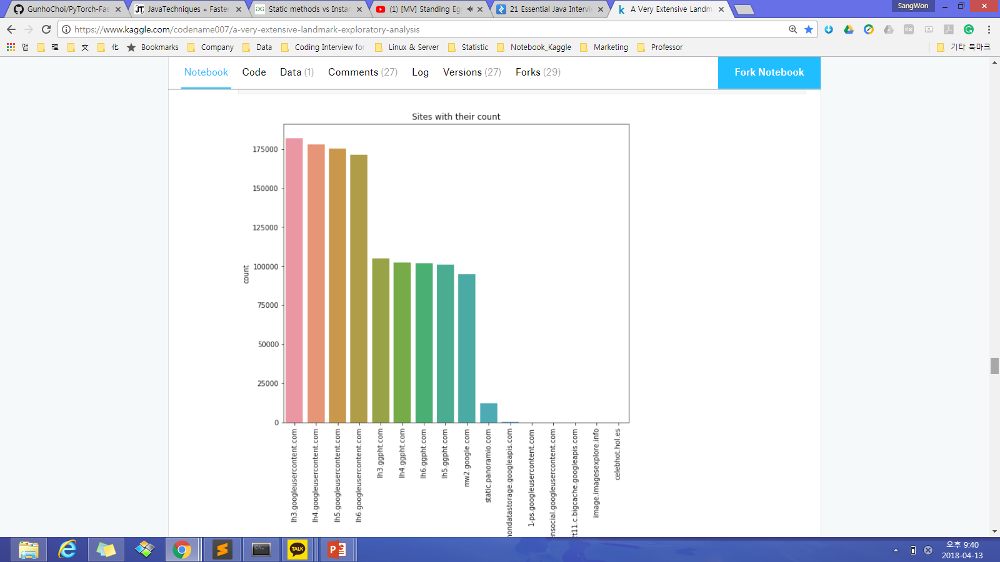 GunhoChoi/PyTorch-Fas
JavaTechniques » Faster
Static methods vs Instan
(1) [MV] Standing Eg
21 Essential Java Intervie
A Very Extensive Landm
SangWon
https://www.kaggle.com/codename007/a-very-extensive-landmark-exploratory-analysis
앱 理 文 化 Bookmarks Company Data Coding Interview for Linux & Server Statistic Notebook_Kaggle Marketing Professor 기타 북마크
Notebook Code Data (1) Comments (27) Log Versions (27) Forks (29) Fork Notebook
Sites with their count
175000
150000
125000
100000
75000
50000
25000
0
count
lh3.googleusercontent.com
lh4.googleusercontent.com
lh5.googleusercontent.com
lh6.googleusercontent.com
lh3.ggpht.com
lh4.ggpht.com
lh6.ggpht.com
lh5.ggpht.com
mw2.google.com
static.panoramio.com
mondatastorage.googleapis.com
1-ps.googleusercontent.com
ensocial.googleusercontent.com
t11.c.bigcache.googleapis.com
image.imagesexplore.info
celebhot.hol.es
TALK
오후 9:40
2018-04-13